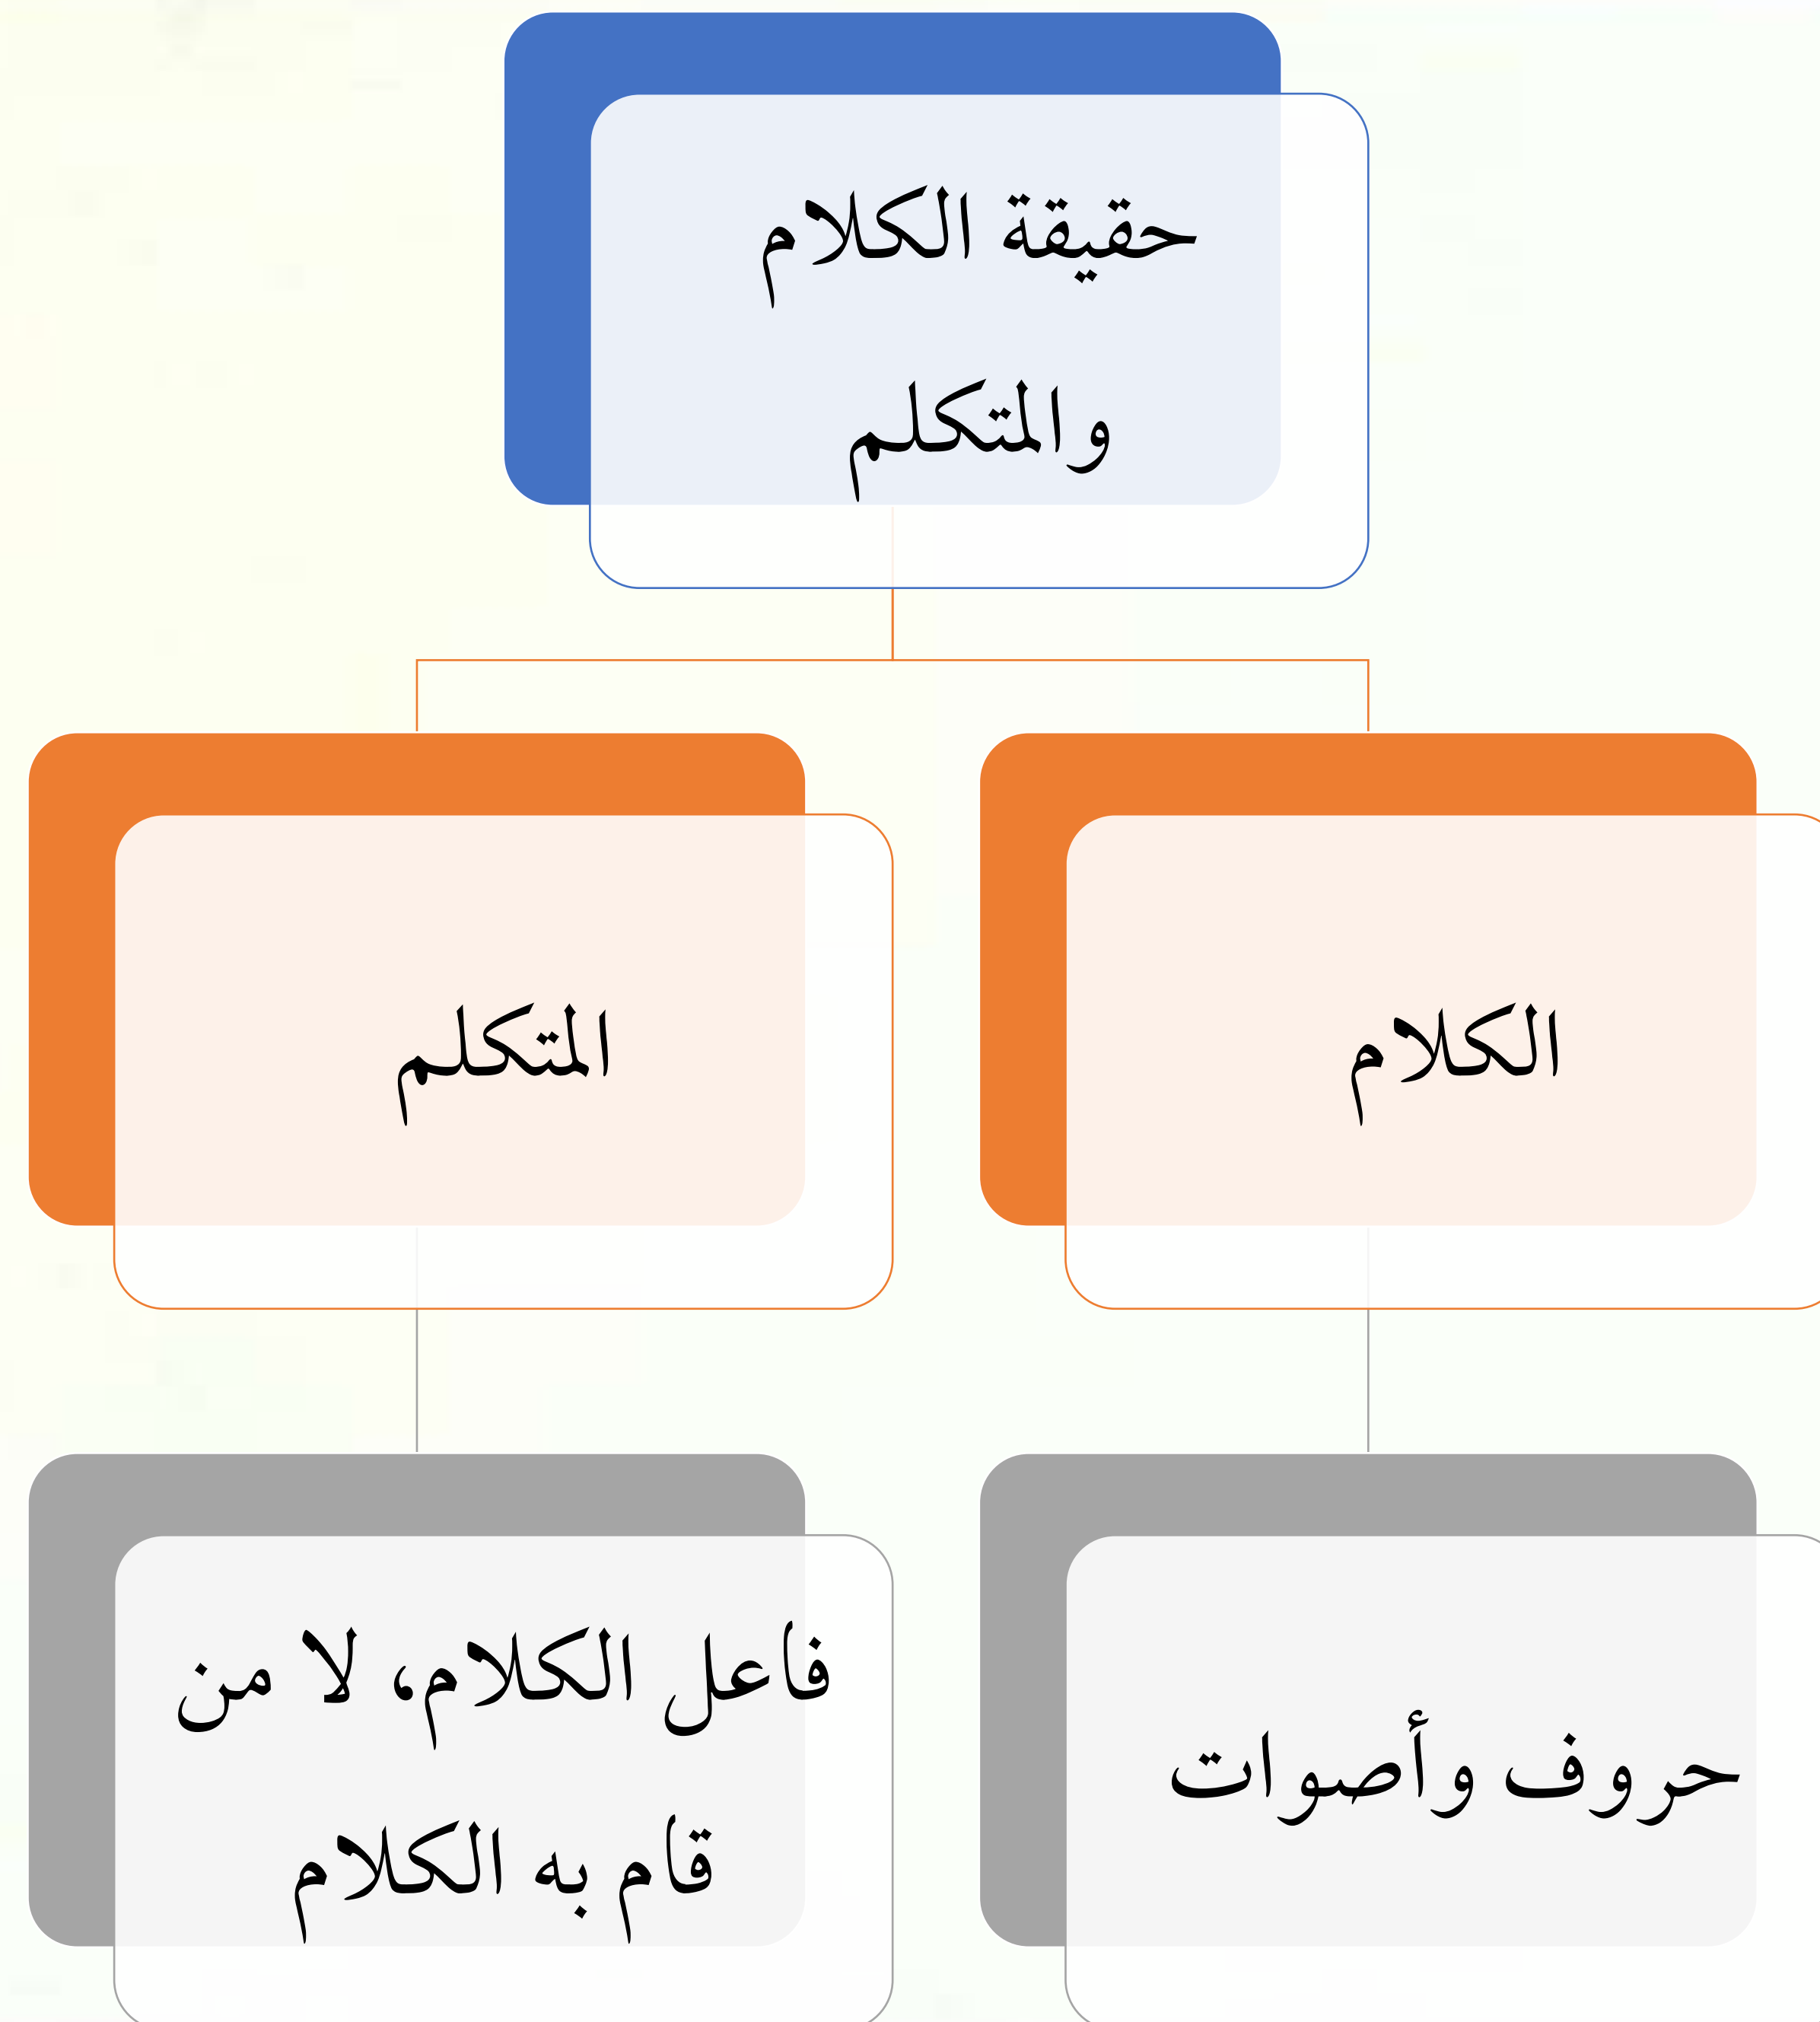 حقيقة الكلام
والمتكلم
الكلام
المتكلم
حروف وأصوات
فاعل الكلام، لا من
قام به الكلام